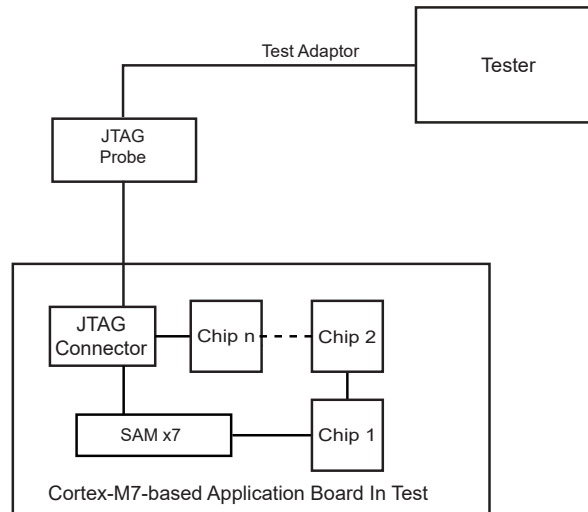 Test Adaptor
Tester
JTAG
Probe
JTAG
Connector
Chip n
Chip 2
SAM x7
Chip 1
Cortex-M7-based Application Board In Test